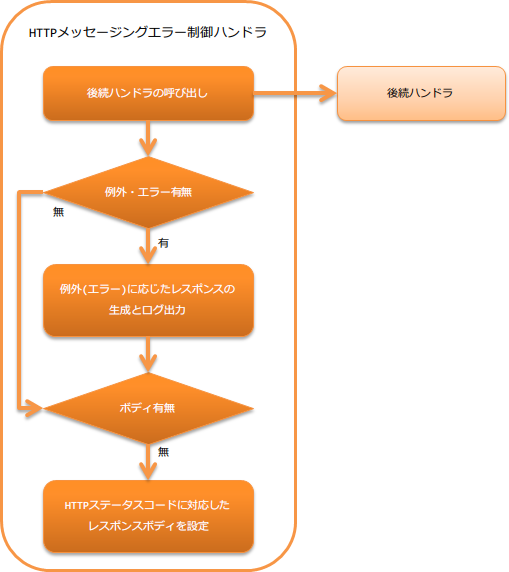 HTTPメッセージングエラー制御ハンドラ
後続ハンドラの呼び出し
後続ハンドラ
例外・エラー有無
無
有
例外(エラー)に応じたレスポンスの
生成とログ出力
ボディ有無
無
HTTPステータスコードに対応した
レスポンスボディを設定